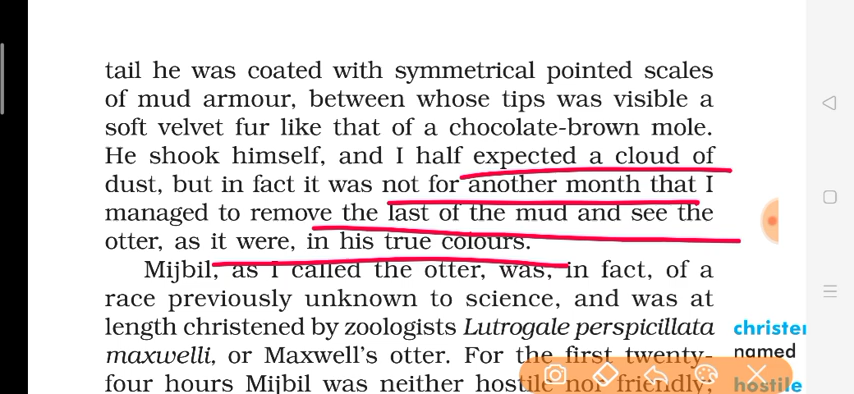 tail he was coated with symmetrical pointed scales
of mud armour, between whose tips was visible a
soft velvet fur like that of a chocolate-brown mole.
He shook himself, and I half expected a cloud of
dust, but in fact it was not for another month that I
managed to remove the last of the mud and see the
otter, as it were, in his true colours.
Mijbil, as I called the otter, was, in fact, of a
race previously unknown to science, and was at
length christened by zoologists Lutrogale perspicillata christe
maxwelli, or Maxwell's otter. For the first twenty- named
four hours Mijbil was neither hostile nor friendly; hostile